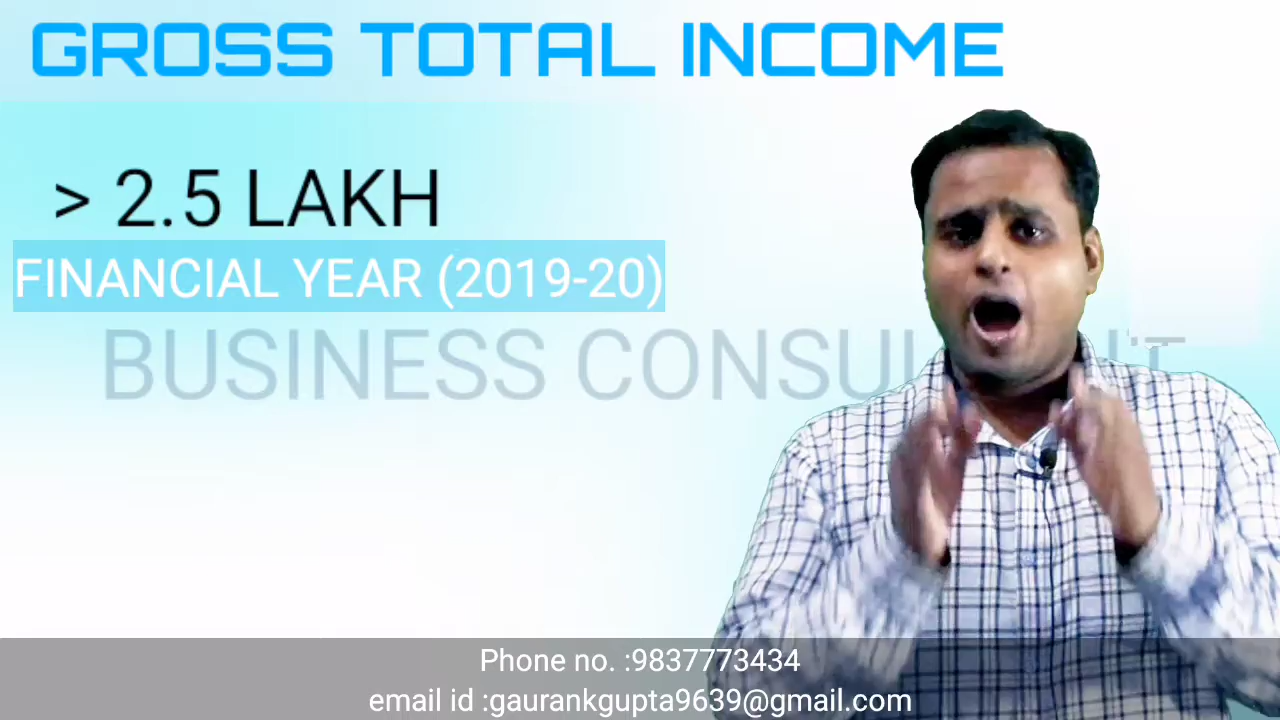 GROSS TOTAL INCOME
> 2.5 LAKH
FINANCIAL YEAR (2019-20)
BUSINESS
Phone no. :9837773434
email id :gaurankgupta9639@gmail.com